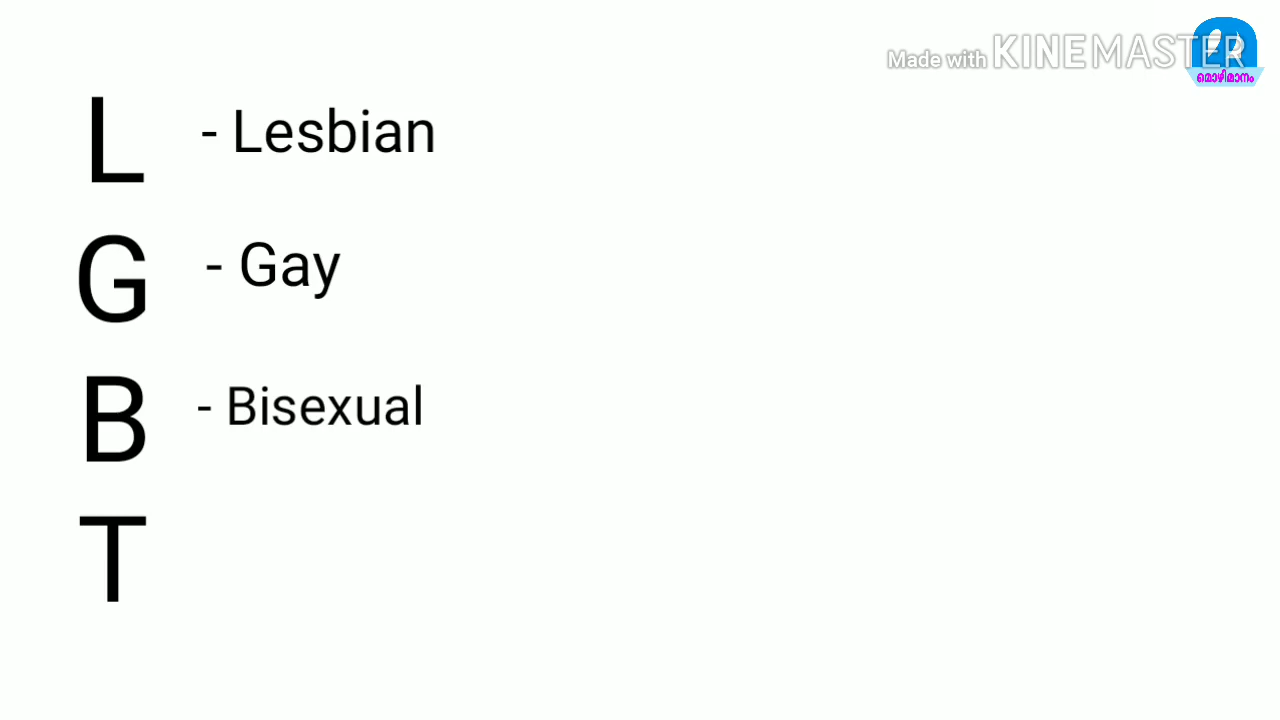 Made with KINEMASTER
മൊഴിമാനം
L - Lesbian
G - Gay
B - Bisexual
T